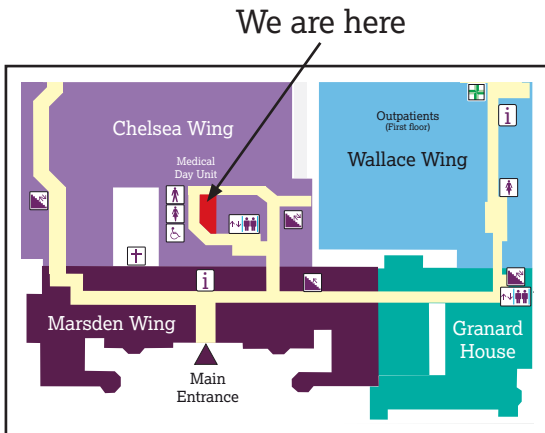 We are here
Chelsea Wing
Medical
Day Unit
Outpatients
(First floor)
Wallace Wing
i
i
Marsden Wing
Granard
House
Main
Entrance